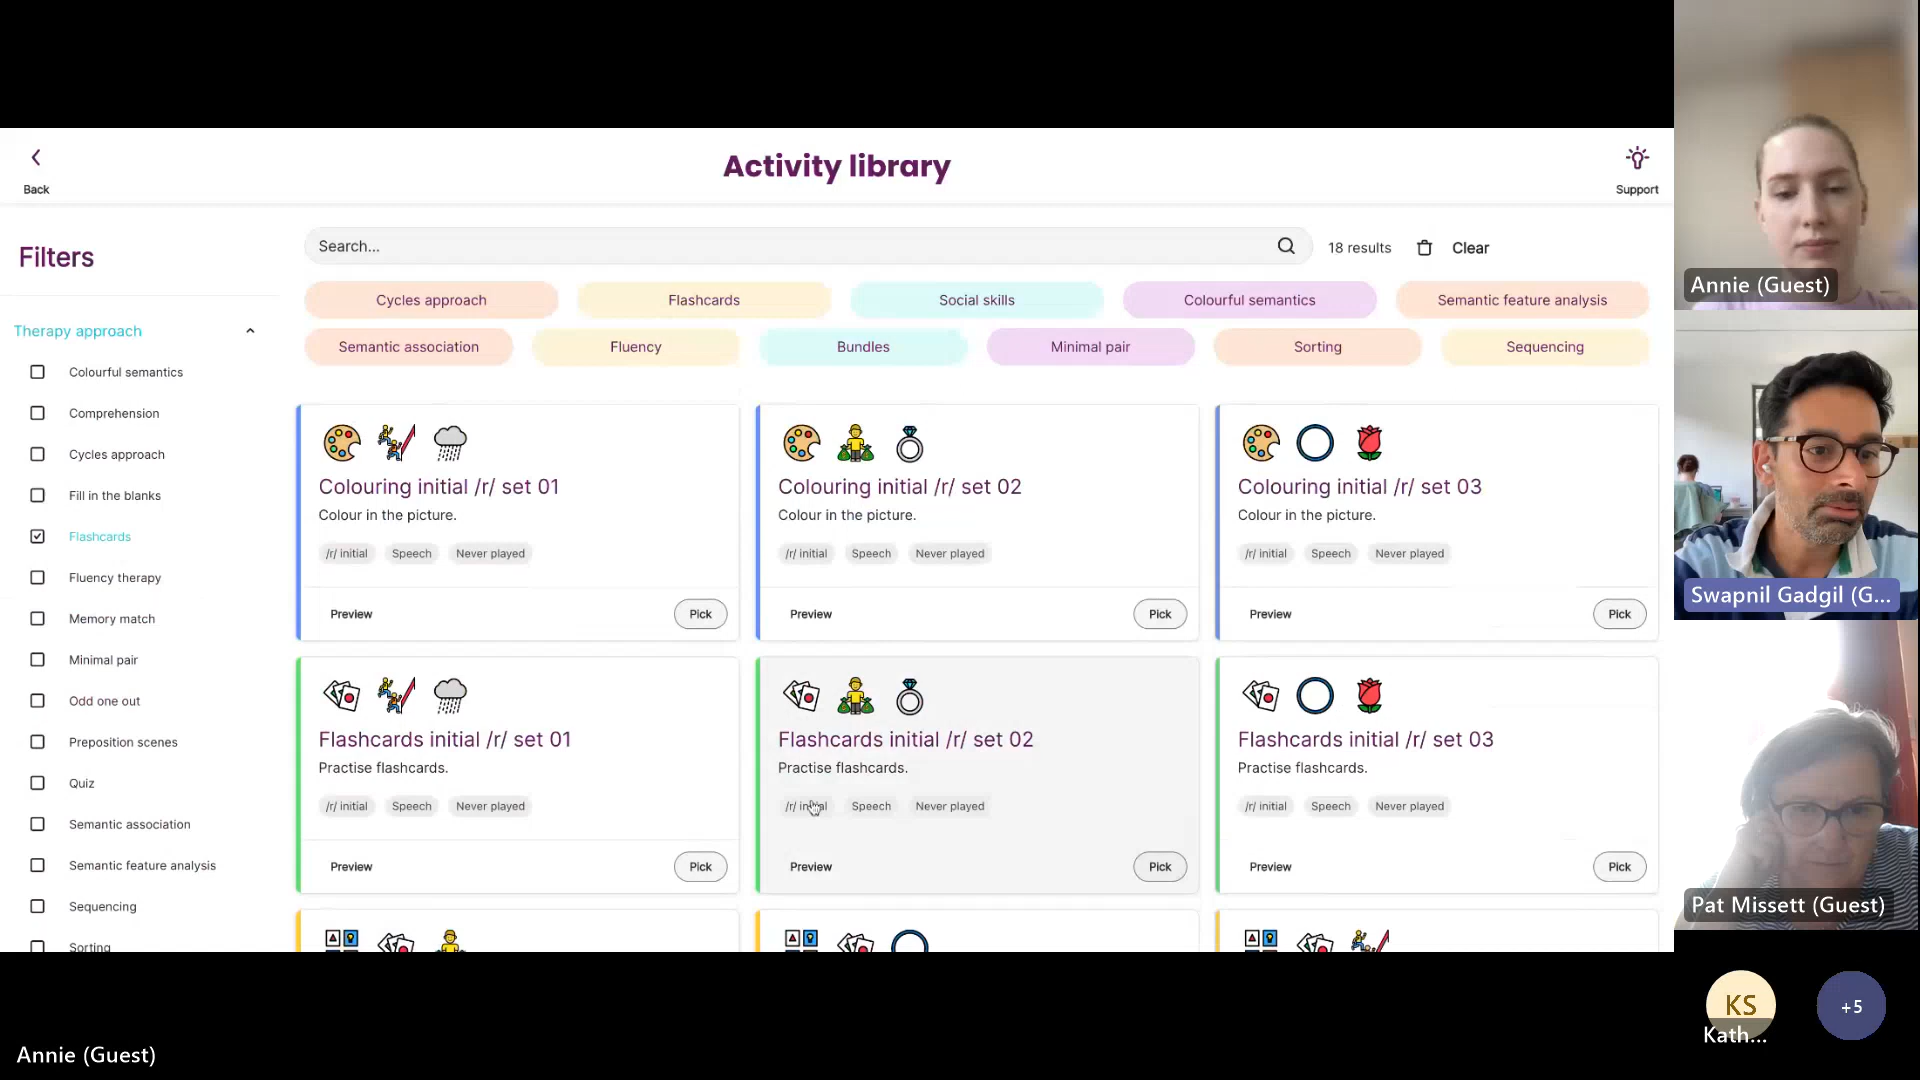 Back
Activity library
Support
Filters
Search...
18 results
Clear
Cycles approach
Flashcards
Social skills
Colourful semantics
Semantic feature analysis
Semantic association
Fluency
Bundles
Minimal pair
Sorting
Sequencing
Therapy approach
Colourful semantics
Comprehension
Cycles approach
Fill in the blanks
Flashcards
Fluency therapy
Memory match
Minimal pair
Odd one out
Preposition scenes
Quiz
Semantic association
Semantic feature analysis
Sequencing
Sorting
Colouring initial /r/ set 01
Colour in the picture.
/r/ initial Speech Never played
Preview Pick
Colouring initial /r/ set 02
Colour in the picture.
/r/ initial Speech Never played
Preview Pick
Colouring initial /r/ set 03
Colour in the picture.
/r/ initial Speech Never played
Preview Pick
Flashcards initial /r/ set 01
Practise flashcards.
/r/ initial Speech Never played
Preview Pick
Flashcards initial /r/ set 02
Practise flashcards.
/r/ initial Speech Never played
Preview Pick
Flashcards initial /r/ set 03
Practise flashcards.
/r/ initial Speech Never played
Preview Pick
Annie (Guest)
Swapnil Gadgil (G...
Pat Missett (Guest)
KS
Kath...
+5
Annie (Guest)